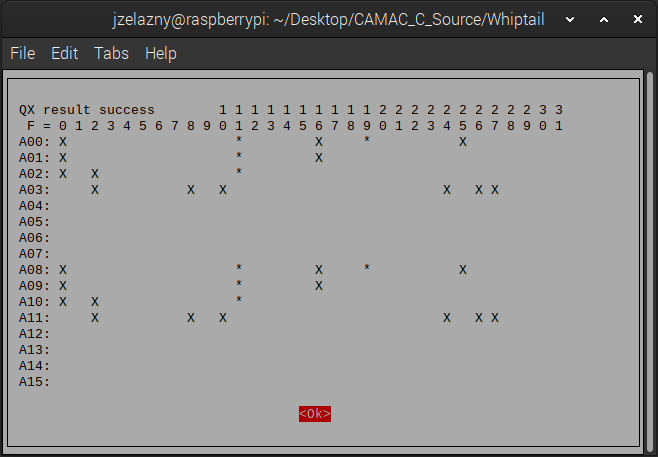 jzelazny@raspberrypi: ~/Desktop/CAMAC_C_Source/Whiptail
File Edit Tabs Help
QX result success        1 1 1 1 1 1 1 1 1 1 2 2 2 2 2 2 2 2 2 2 3 3
 F = 0 1 2 3 4 5 6 7 8 9 0 1 2 3 4 5 6 7 8 9 0 1 2 3 4 5 6 7 8 9 0 1
A00: X                     *         X     *           X
A01: X                     *         X
A02: X   X                 *
A03:     X           X   X                           X   X X
A04:
A05:
A06:
A07:
A08: X                     *         X     *           X
A09: X                     *         X
A10: X   X                 *
A11:     X           X   X                           X   X X
A12:
A13:
A14:
A15:
<Ok>